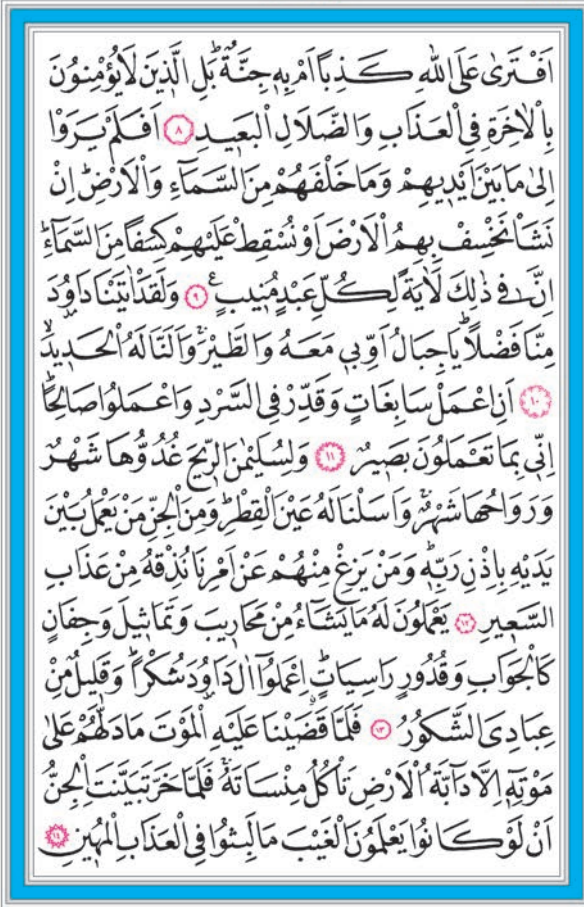 اَفْتَرٰى عَلَى اللهِ كَذِبًا اَمْ بِهٖ جِنَّةٌۜ بَلِ الَّذٖينَ لَا يُؤْمِنُونَ
بِالْاٰخِرَةِ فِي الْعَذَابِ وَالضَّلَالِ الْبَعٖيدِ ﴿٨﴾ اَفَلَمْ يَرَوْا
اِلٰى مَا بَيْنَ اَيْدٖيهِمْ وَمَا خَلْفَهُمْ مِنَ السَّمَٓاءِ وَالْاَرْضِۜ اِنْ
نَشَأْ نَخْسِفْ بِهِمُ الْاَرْضَ اَوْ نُسْقِطْ عَلَيْهِمْ كِسَفًا مِنَ السَّمَٓاءِۜ
اِنَّ فٖي ذٰلِكَ لَاٰيَةً لِكُلِّ عَبْدٍ مُنٖيبٍ ﴿٩﴾ وَلَقَدْ اٰتَيْنَا دَاوُ۫دَ
مِنَّا فَضْلًاۜ يَا جِبَالُ اَوِّبٖي مَعَهُ وَالطَّيْرَۚ وَاَلَنَّا لَهُ الْحَدٖيدَۙ
﴿١٠﴾ اَنِ اعْمَلْ سَابِغَاتٍ وَقَدِّرْ فِي السَّرْدِ وَاعْمَلُوا صَالِحًاۜ
اِنّٖي بِمَا تَعْمَلُونَ بَصٖيرٌ ﴿١١﴾ وَلِسُلَيْمٰنَ الرّٖيحَ غُدُوُّهَا شَهْرٌ
وَرَوَاحُهَا شَهْرٌۚ وَاَسَلْنَا لَهُ عَيْنَ الْقِطْرِۜ وَمِنَ الْجِنِّ مَنْ يَعْمَلُ بَيْنَ
يَدَيْهِ بِاِذْنِ رَبِّهٖۜ وَمَنْ يَزِغْ مِنْهُمْ عَنْ اَمْرِنَا نُذِقْهُ مِنْ عَذَابِ
السَّعٖيرِ ﴿١٢﴾ يَعْمَلُونَ لَهُ مَا يَشَٓاءُ مِنْ مَحَارٖيبَ وَتَمَاثٖيلَ وَجِفَانٍ
كَالْجَوَابِ وَقُدُورٍ رَاسِيَاتٍۜ اِعْمَلُٓوا اٰلَ دَاوُ۫دَ شُكْرًاۜ وَقَلٖيلٌ مِنْ
عِبَادِيَ الشَّكُورُ ﴿١٣﴾ فَلَمَّا قَضَيْنَا عَلَيْهِ الْمَوْتَ مَا دَلَّهُمْ عَلٰى
مَوْتِهٖٓ اِلَّا دَٓابَّةُ الْاَرْضِ تَأْكُلُ مِنْسَاَتَهُۚ فَلَمَّا خَرَّ تَبَيَّنَتِ الْجِنُّ
اَنْ لَوْ كَانُوا يَعْلَمُونَ الْغَيْبَ مَا لَبِثُوا فِي الْعَذَابِ الْمُهٖينِ ﴿١٤﴾